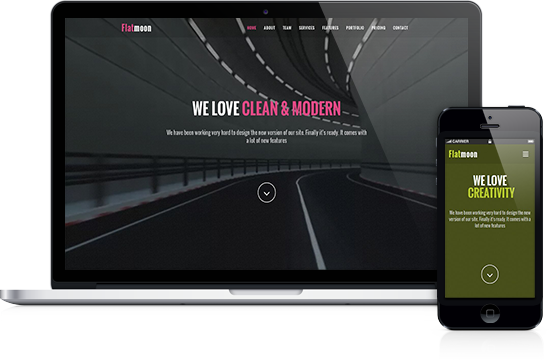 Flatmoon
HOME ABOUT TEAM SERVICES FEATURES PORTFOLIO PRICING CONTACT
WE LOVE CLEAN & MODERN
We have been working very hard to design the new version of our site. Finally it's ready. It comes with
a lot of new features
CARRIER
Flatmoon
WE LOVE
CREATIVITY
We have been working very hard to design the new
version of our site. Finally it's ready. It comes with
a lot of new features